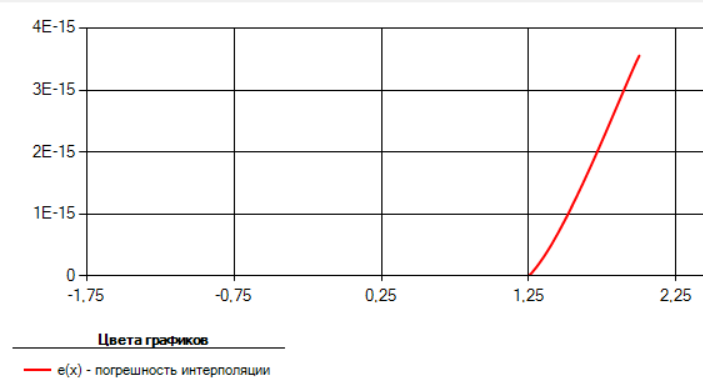 4E-15
3E-15
2E-15
1E-15
0
-1,75 -0,75 0,25 1,25 2,25
Цвета графиков
e(x) - погрешность интерполяции